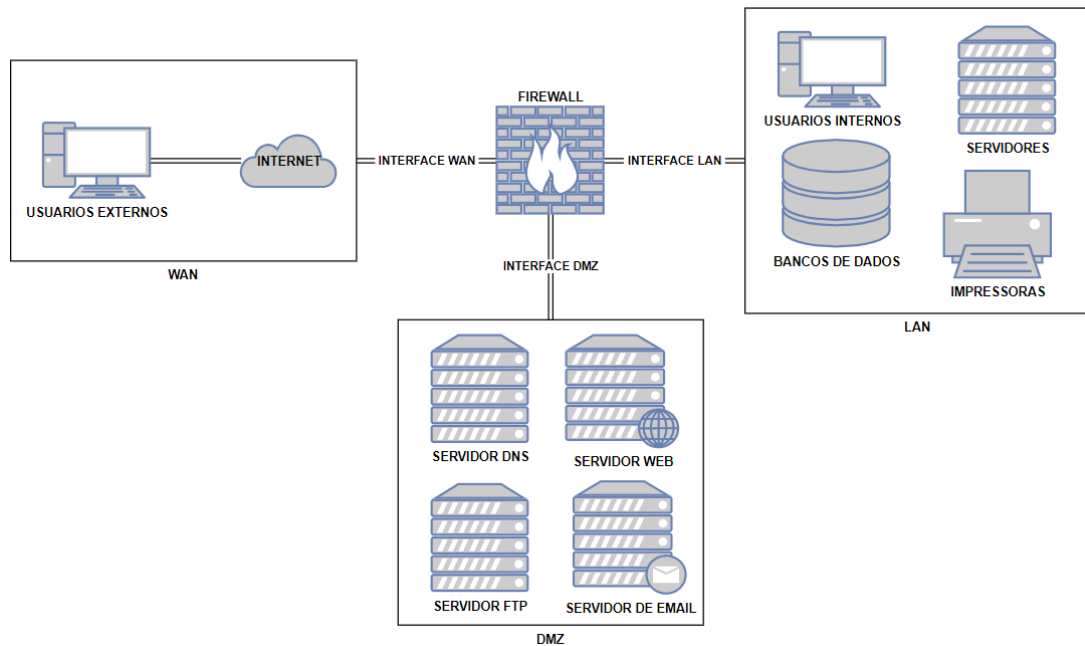 USUARIOS EXTERNOS
INTERNET
WAN
INTERFACE WAN
FIREWALL
INTERFACE LAN
INTERFACE DMZ
USUARIOS INTERNOS
SERVIDORES
BANCOS DE DADOS
IMPRESSORAS
LAN
SERVIDOR DNS
SERVIDOR WEB
SERVIDOR FTP
SERVIDOR DE EMAIL
DMZ